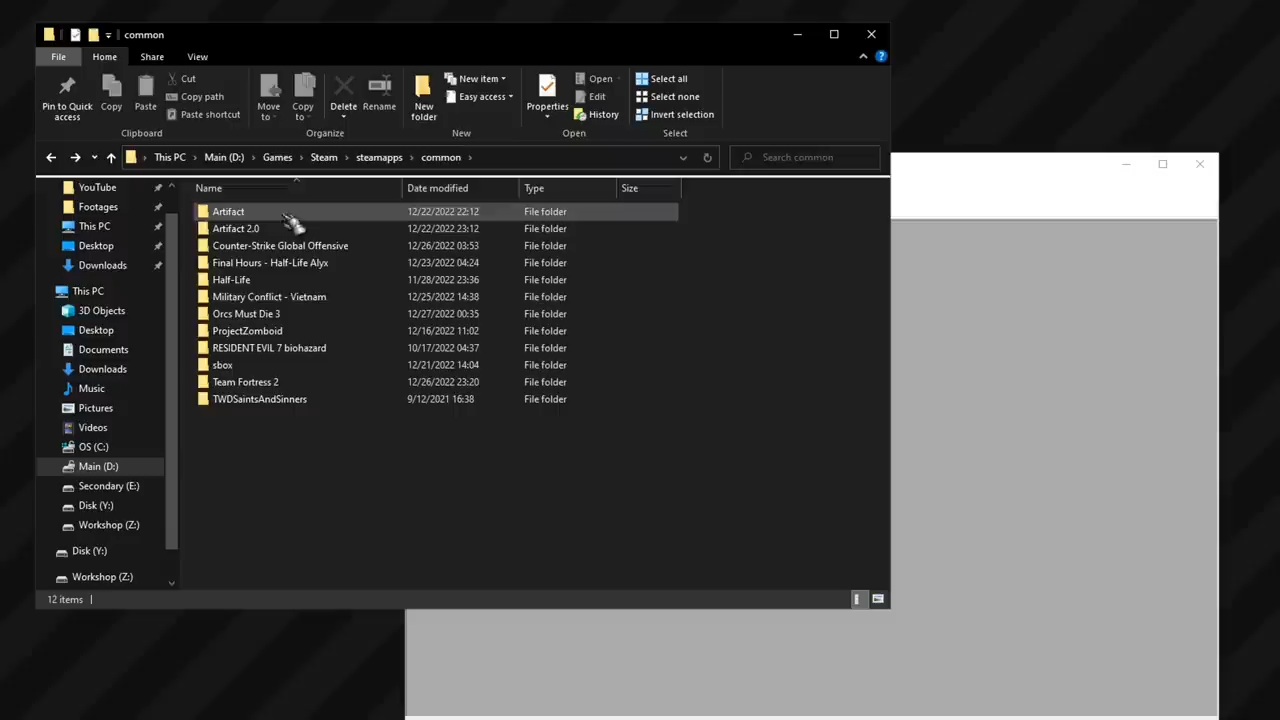 common
File Home Share View
Pin to Quick access
Copy
Paste
Cut
Copy path
Paste shortcut
Clipboard
Move to
Copy to
Delete
Rename
Organize
New folder
New item
Easy access
New
Properties
Open
Edit
History
Open
Select all
Select none
Invert selection
Select
This PC Main (D:) Games Steam steamapps common
Search common
Name Date modified Type Size
YouTube
Footages
This PC
Desktop
Downloads
This PC
3D Objects
Desktop
Documents
Downloads
Music
Pictures
Videos
OS (C:)
Main (D:)
Secondary (E:)
Disk (Y:)
Workshop (Z:)
Disk (Y:)
Workshop (Z:)
Artifact 12/22/2022 22:12 File folder
Artifact 2.0 12/22/2022 23:12 File folder
Counter-Strike Global Offensive 12/26/2022 03:53 File folder
Final Hours - Half-Life Alyx 12/23/2022 04:24 File folder
Half-Life 11/28/2022 23:36 File folder
Military Conflict - Vietnam 12/25/2022 14:38 File folder
Orcs Must Die 3 12/27/2022 00:35 File folder
ProjectZomboid 12/16/2022 11:02 File folder
RESIDENT EVIL 7 biohazard 10/17/2022 04:37 File folder
sbox 12/21/2022 14:04 File folder
Team Fortress 2 12/26/2022 23:20 File folder
TWDSaintsAndSinners 9/12/2021 16:38 File folder
12 items